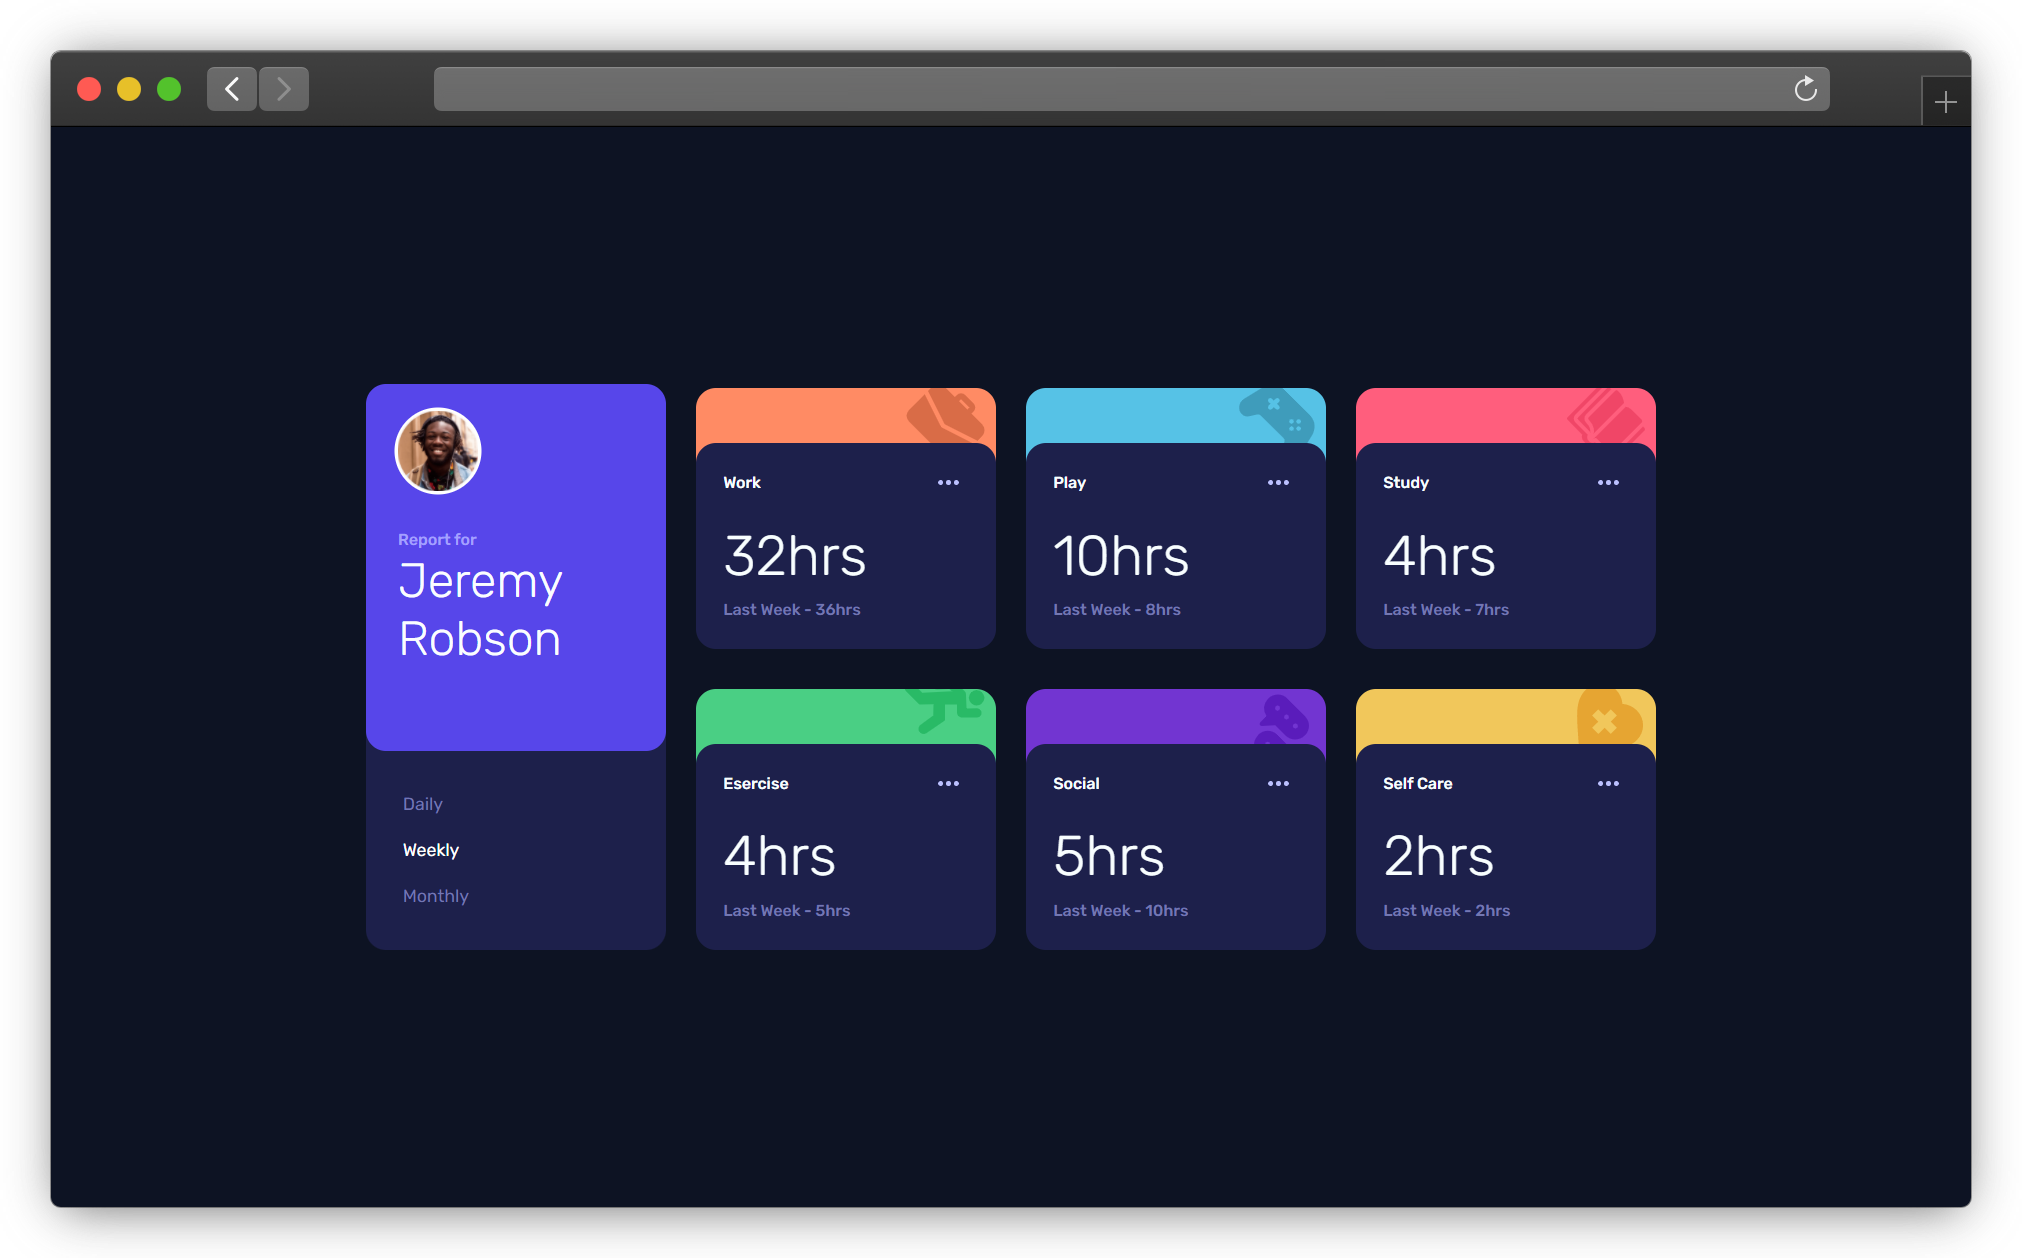 Report for
Jeremy
Robson
Daily
Weekly
Monthly
Work
32hrs
Last Week - 36hrs
Play
10hrs
Last Week - 8hrs
Study
4hrs
Last Week - 7hrs
Esercise
4hrs
Last Week - 5hrs
Social
5hrs
Last Week - 10hrs
Self Care
2hrs
Last Week - 2hrs